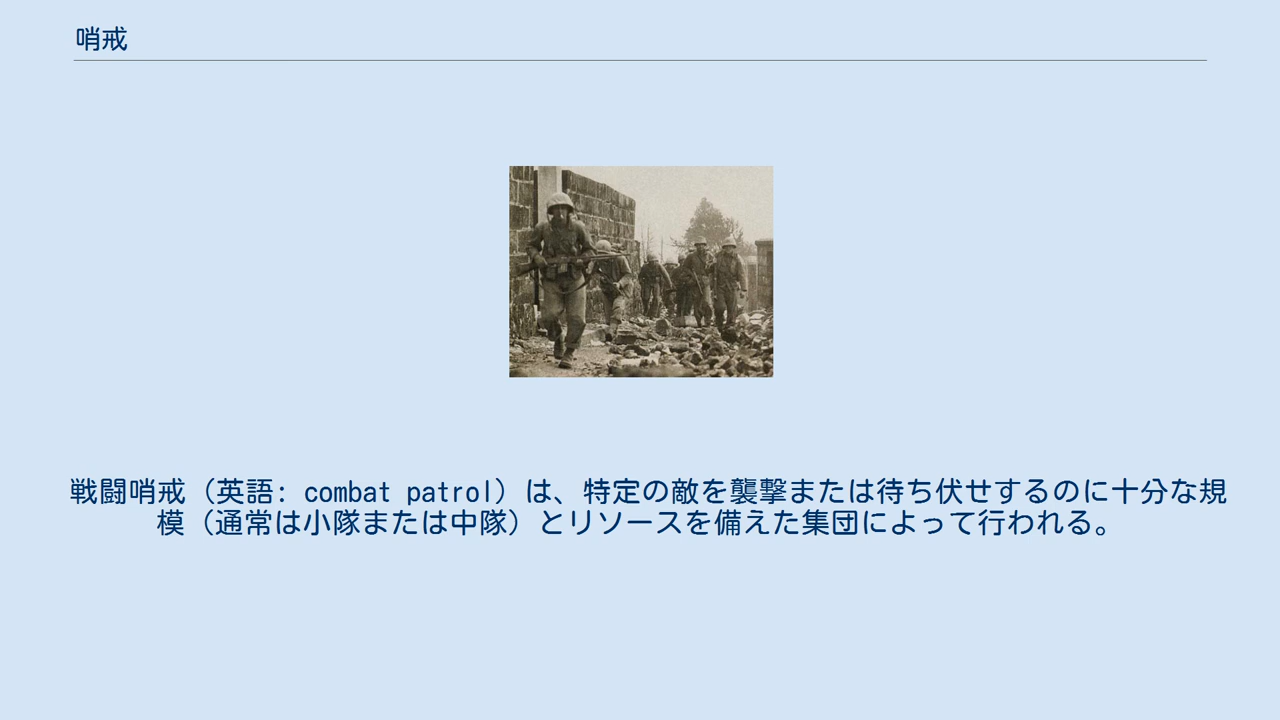 哨戒
戦闘哨戒（英語: combat patrol）は、特定の敵を襲撃または待ち伏せするのに十分な規
模（通常は小隊または中隊）とリソースを備えた集団によって行われる。